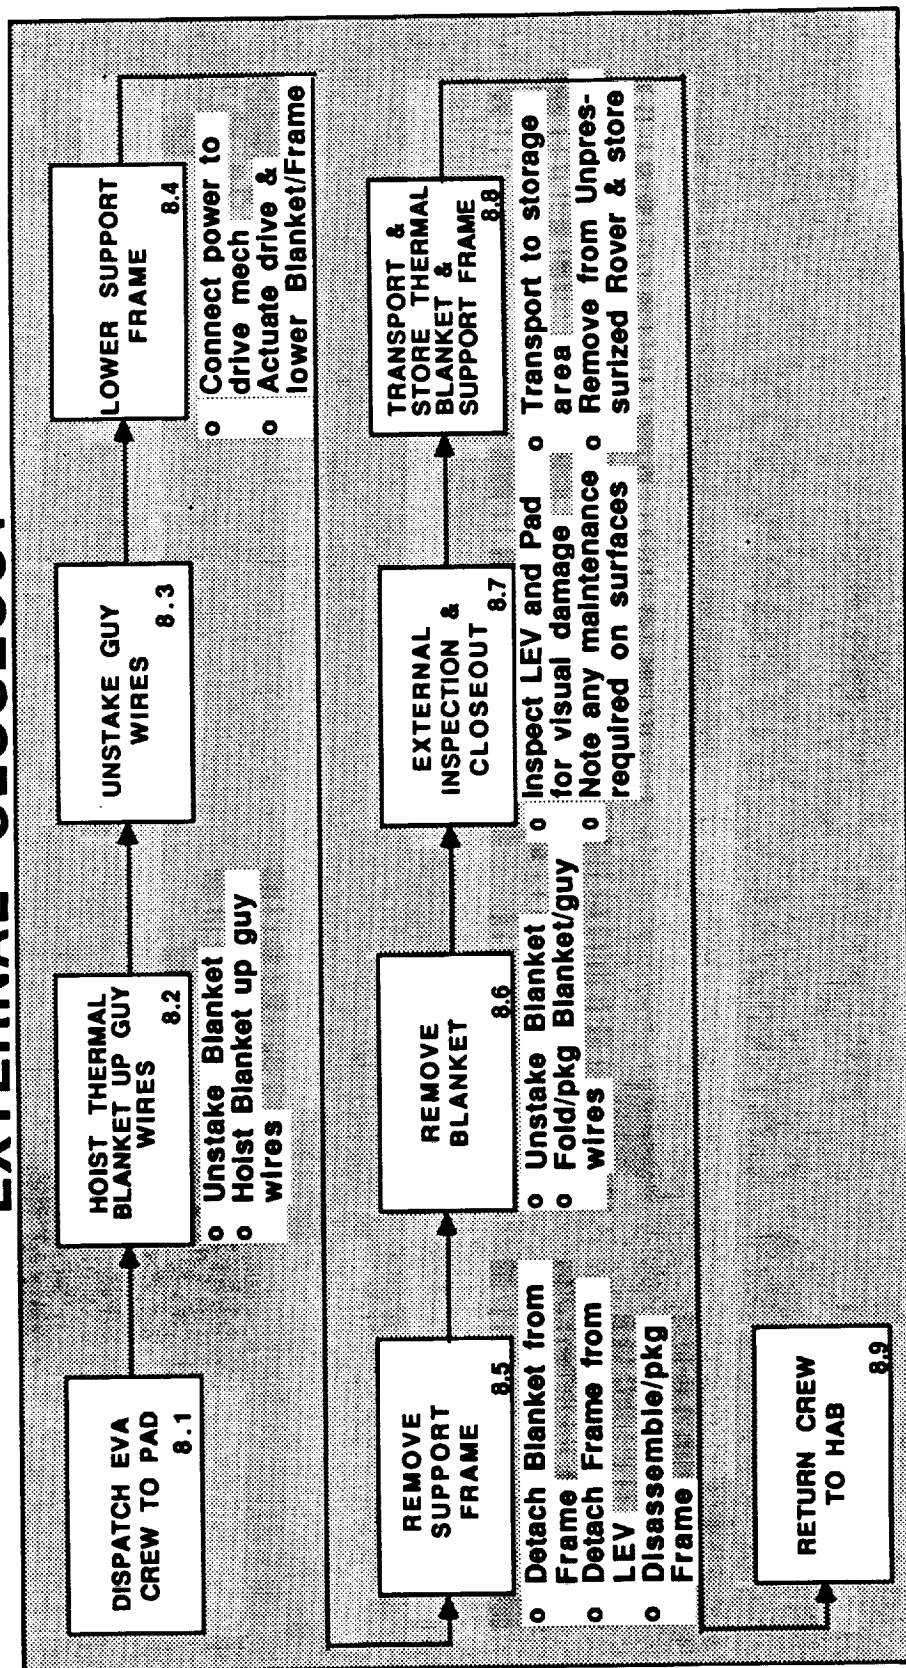 EXTERNAL CLOSEOUT
DISPATCH EVA
CREW TO PAD
8.1
HOIST THERMAL
BLANKET UP GUY
WIRES
8.2
o Unstake Blanket
o Hoist Blanket up guy
wires
UNSTAKE GUY
WIRES
8.3
LOWER SUPPORT
FRAME
8.4
o Connect power to
drive mech
o Actuate drive &
lower Blanket/Frame
REMOVE
SUPPORT
FRAME
8.5
o Detach Blanket from
Frame
o Detach Frame from
LEV
o Disassemble/pkg
Frame
REMOVE
BLANKET
8.6
o Unstake Blanket
o Fold/pkg Blanket/guy
wires
EXTERNAL
INSPECTION &
CLOSEOUT
8.7
o Inspect LEV and Pad
for visual damage
o Note any maintenance
required on surfaces
TRANSPORT &
STORE THERMAL
BLANKET &
SUPPORT FRAME
8.8
o Transport to storage
area
o Remove from Unpres-
surized Rover & store
RETURN CREW
TO HAB
8.9